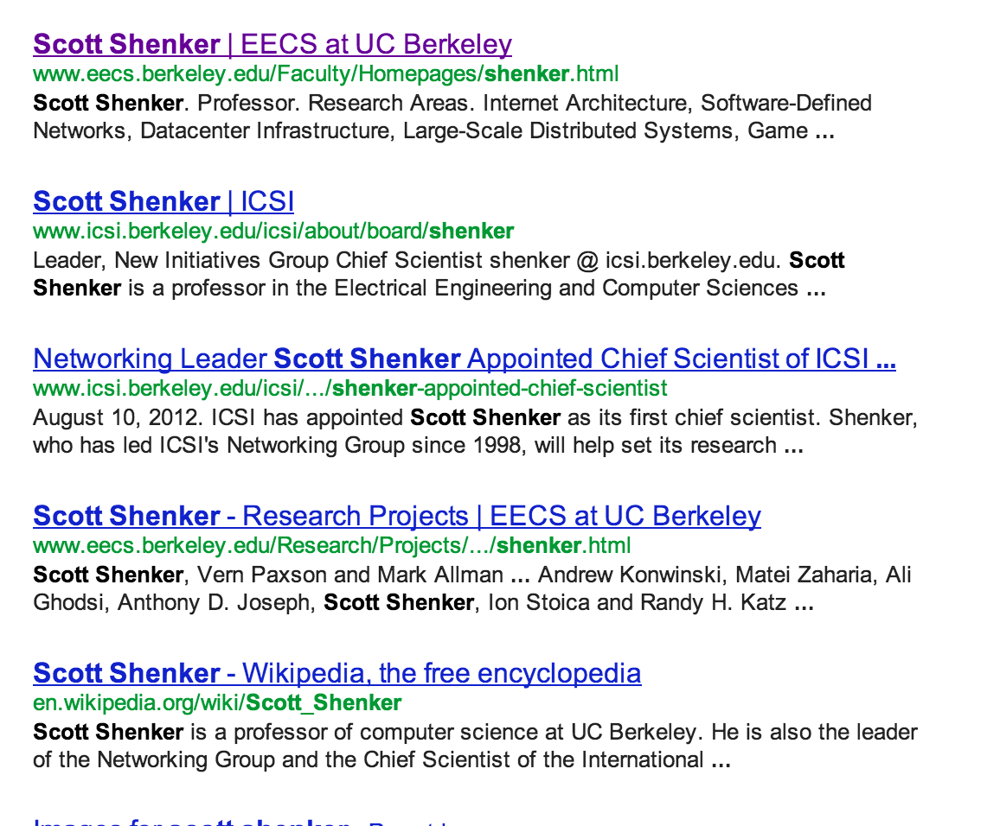 Scott Shenker | EECS at UC Berkeley
www.eecs.berkeley.edu/Faculty/Homepages/shenker.html
Scott Shenker. Professor. Research Areas. Internet Architecture, Software-Defined
Networks, Datacenter Infrastructure, Large-Scale Distributed Systems, Game ...
Scott Shenker | ICSI
www.icsi.berkeley.edu/icsi/about/board/shenker
Leader, New Initiatives Group Chief Scientist shenker @ icsi.berkeley.edu. Scott
Shenker is a professor in the Electrical Engineering and Computer Sciences ...
Networking Leader Scott Shenker Appointed Chief Scientist of ICSI ...
www.icsi.berkeley.edu/icsi/.../shenker-appointed-chief-scientist
August 10, 2012. ICSI has appointed Scott Shenker as its first chief scientist. Shenker,
who has led ICSI's Networking Group since 1998, will help set its research ...
Scott Shenker - Research Projects | EECS at UC Berkeley
www.eecs.berkeley.edu/Research/Projects/.../shenker.html
Scott Shenker, Vern Paxson and Mark Allman ... Andrew Konwinski, Matei Zaharia, Ali
Ghodsi, Anthony D. Joseph, Scott Shenker, Ion Stoica and Randy H. Katz ...
Scott Shenker - Wikipedia, the free encyclopedia
en.wikipedia.org/wiki/Scott_Shenker
Scott Shenker is a professor of computer science at UC Berkeley. He is also the leader
of the Networking Group and the Chief Scientist of the International ...
Images for scott shenker